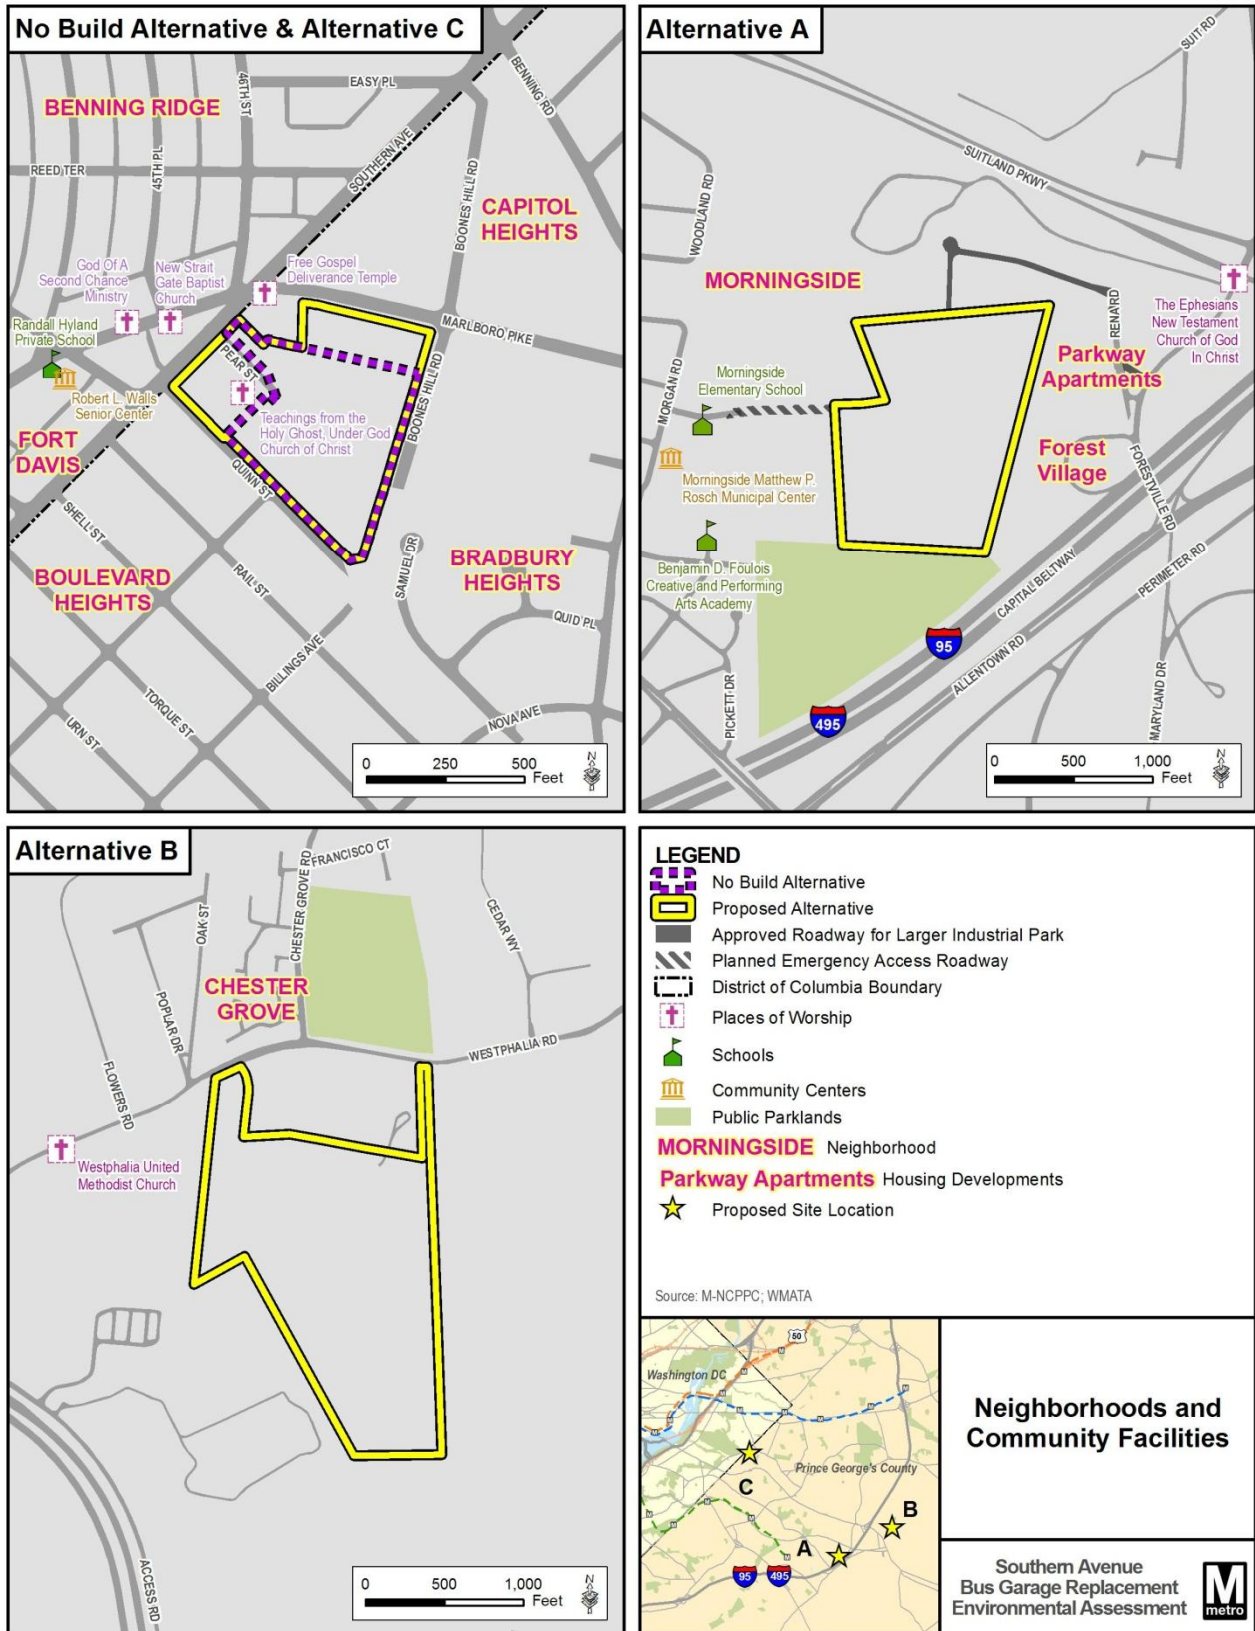 No Build Alternative & Alternative C
EASY PL
46TH ST
BENNING RD
BENNING RIDGE
45TH PL
REED TER
SOUTHERN AVE
BOONES HILL RD
CAPITOL
HEIGHTS
God Of A
Second Chance
Ministry
New Strait
Gate Baptist
Church
Free Gospel
Deliverance Temple
Randall Hyland
Private School
MARLBORO PIKE
PEAR ST
Robert L. Walls
Senior Center
Teachings from the
Holy Ghost, Under God
Church of Christ
BOONES HILL RD
FORT
DAVIS
QUINN ST
SHELL ST
BOULEVARD
HEIGHTS
RAIL ST
SAMUEL DR
BRADBURY
HEIGHTS
QUID PL
BILLINGS AVE
TORQUE ST
URN ST
NOVA AVE
0 250 500
Feet
N
Alternative A
SUIT RD
SUITLAND PKWY
WOODLAND RD
MORNINGSIDE
RENARD
The Ephesians
New Testament
Church of God
In Christ
Parkway
Apartments
MORGAN RD
Morningside
Elementary School
Forest
Village
Morningside Matthew P.
Rosch Municipal Center
FORESTVILLE RD
Benjamin D. Foulois
Creative and Performing
Arts Academy
CAPITAL BELTWAY
PERIMETER RD
95
ALLENTOWN RD
495
PICKETT DR
MARYLAND DR
0 500 1,000
Feet
N
Alternative B
FRANCISCO CT
CHESTER GROVE RD
OAK ST
CEDAR WY
CHESTER
GROVE
POPLAR DR
FLOWERS RD
WESTPHALIA RD
Westphalia United
Methodist Church
ACCESS RD
0 500 1,000
Feet
N
LEGEND
No Build Alternative
Proposed Alternative
Approved Roadway for Larger Industrial Park
Planned Emergency Access Roadway
District of Columbia Boundary
Places of Worship
Schools
Community Centers
Public Parklands
MORNINGSIDE Neighborhood
Parkway Apartments Housing Developments
Proposed Site Location
Source: M-NCPPC; WMATA
50
Washington DC
Prince George's County
C
B
A
95
495
Neighborhoods and
Community Facilities
Southern Avenue
Bus Garage Replacement
Environmental Assessment
M
metro